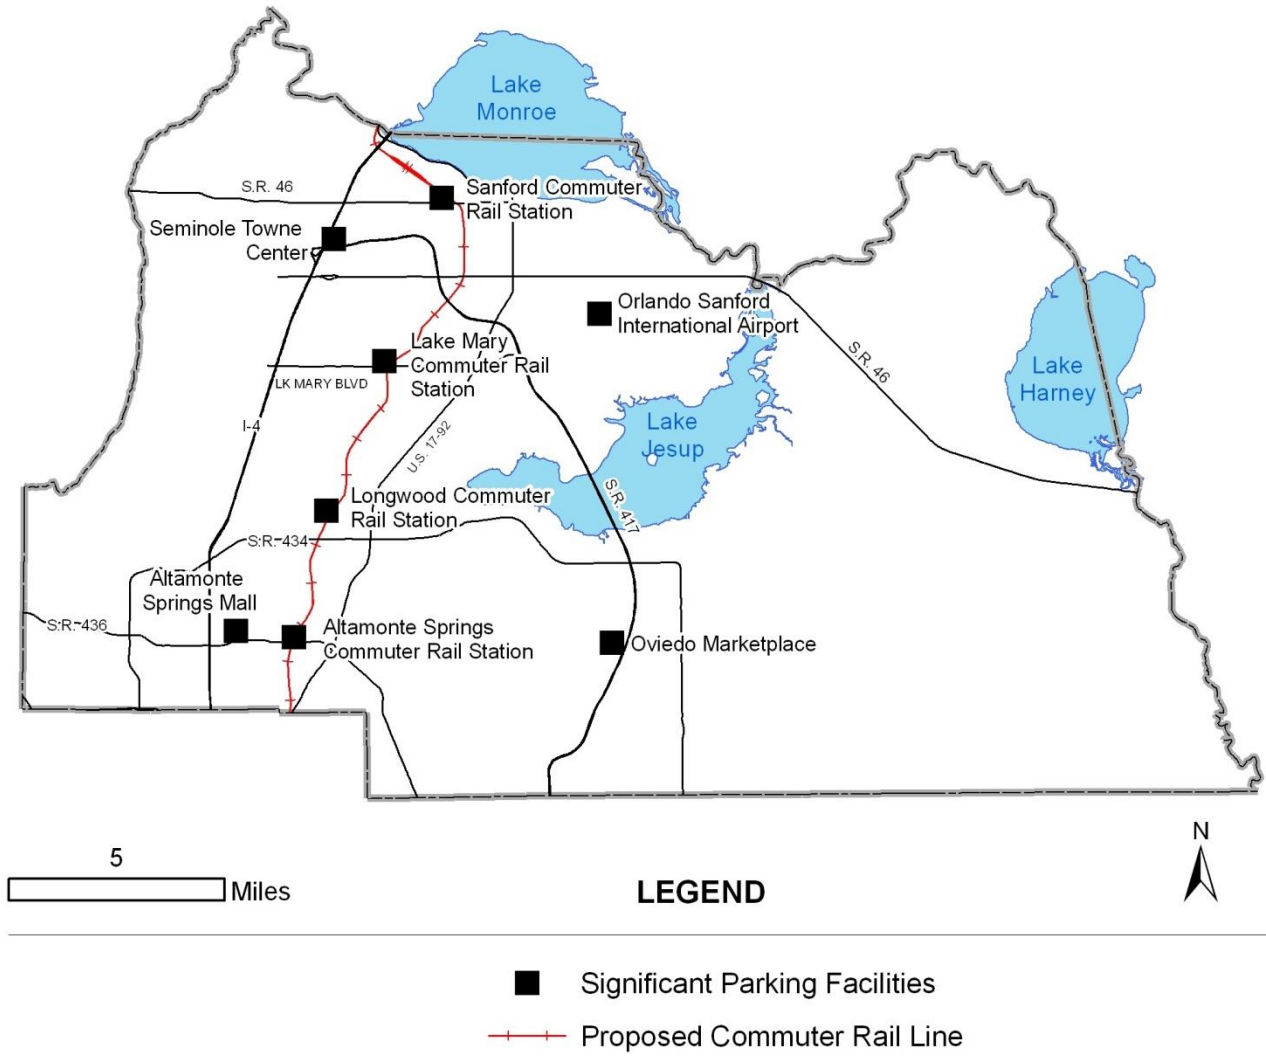 Lake
Monroe
S.R. 46
Sanford Commuter
Rail Station
Seminole Towne
Center
Orlando Sanford
International Airport
Lake Mary
Commuter Rail
Station
LK MARY BLVD
S.R. 46
Lake
Harney
I-4
U.S. 17-92
Lake
Jesup
Longwood Commuter
Rail Station
S.R. 417
S.R. 434
Altamonte
Springs Mall
S.R. 436
Altamonte Springs
Commuter Rail Station
Oviedo Marketplace
N
5
Miles
LEGEND
Significant Parking Facilities
Proposed Commuter Rail Line